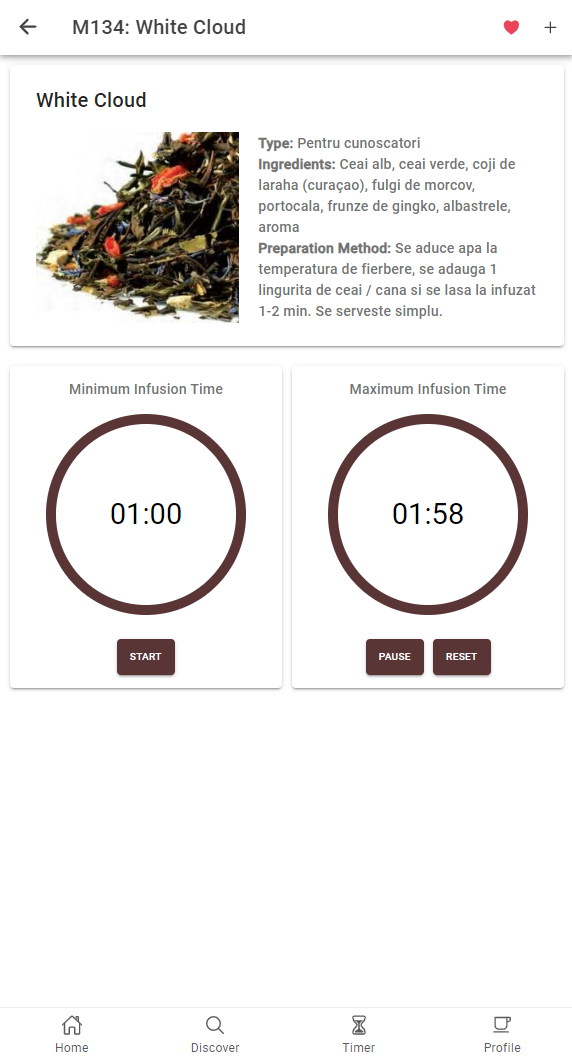 M134: White Cloud
White Cloud
Type: Pentru cunoscatori
Ingredients: Ceai alb, ceai verde, coji de
laraha (curaçao), fulgi de morcov,
portocala, frunze de gingko, albastrele,
aroma
Preparation Method: Se aduce apa la
temperatura de fierbere, se adauga 1
lingurita de ceai / cana si se lasa la infuzat
1-2 min. Se serveste simplu.
Minimum Infusion Time
01:00
START
Maximum Infusion Time
01:58
PAUSE RESET
Home Discover Timer Profile